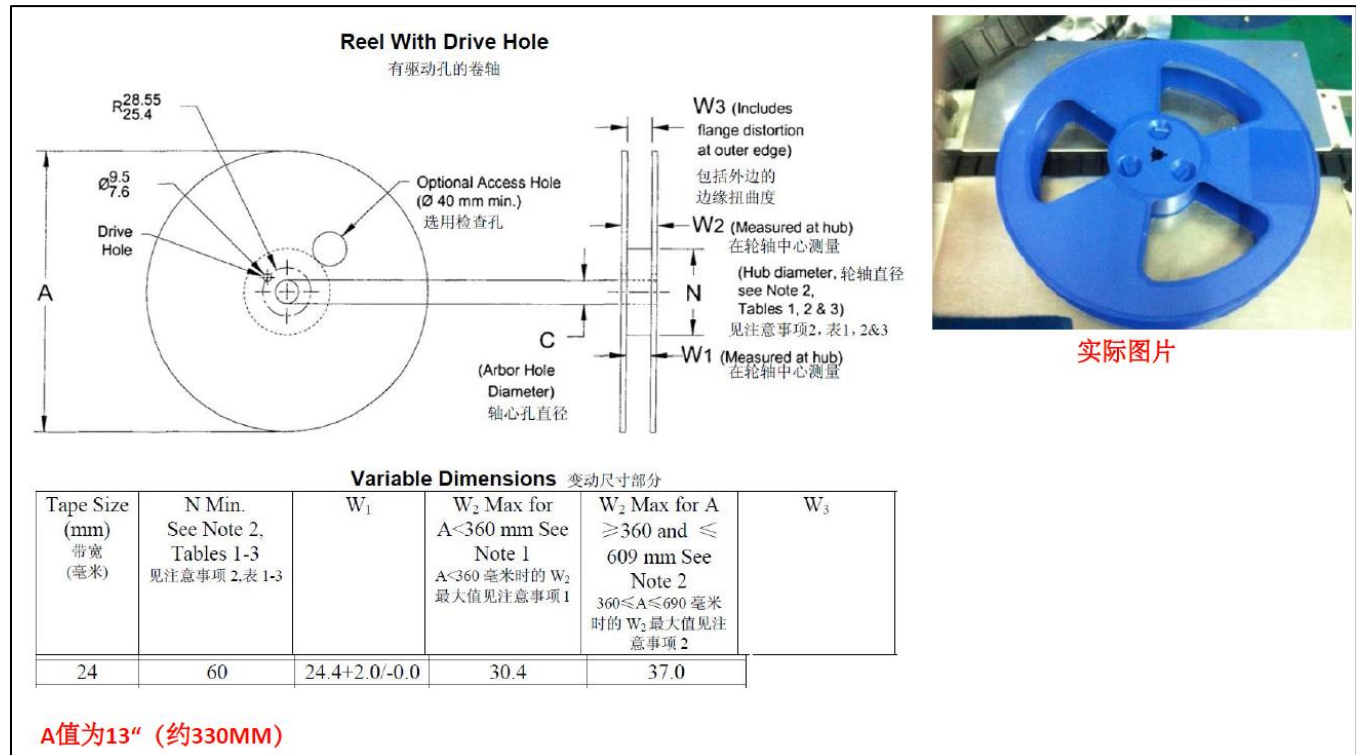 Reel With Drive Hole
有驱动孔的卷轴
R28.55
25.4
Ø9.5
7.6
Drive
Hole
A
Optional Access Hole
(Ø 40 mm min.)
选用检查孔
W3 (Includes
flange distortion
at outer edge)
包括外边的
边缘扭曲度
W2 (Measured at hub)
在轮轴中心测量
N
(Hub diameter, 轮轴直径
see Note 2,
Tables 1, 2 & 3)
见注意事项2, 表1, 2&3
C
(Arbor Hole
Diameter)
轴心孔直径
W1 (Measured at hub)
在轮轴中心测量
实际图片
Variable Dimensions 变动尺寸部分
Tape Size
(mm)
带宽
(毫米)
N Min.
See Note 2,
Tables 1-3
见注意事项 2,表 1-3
W1
W2 Max for
A<360 mm See
Note 1
A<360 毫米时的 W2
最大值见注意事项1
W2 Max for A
≥360 and ≤
609 mm See
Note 2
360≤A≤690 毫米
时的 W2 最大值见注
意事项 2
W3
24 60 24.4+2.0/-0.0 30.4 37.0
A值为13“（约330MM）